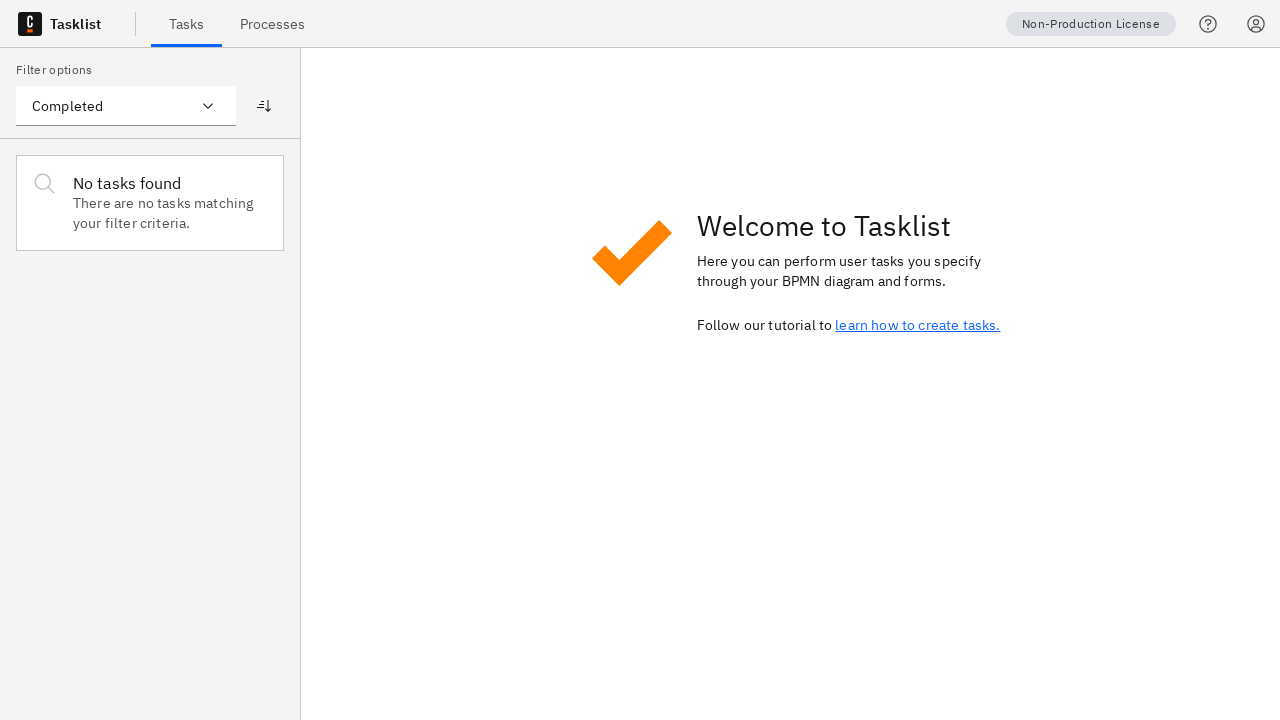 Tasklist
Tasks
Processes
Non-Production License
Filter options
Completed
No tasks found
There are no tasks matching
your filter criteria.
Welcome to Tasklist
Here you can perform user tasks you specify
through your BPMN diagram and forms.
Follow our tutorial to learn how to create tasks.